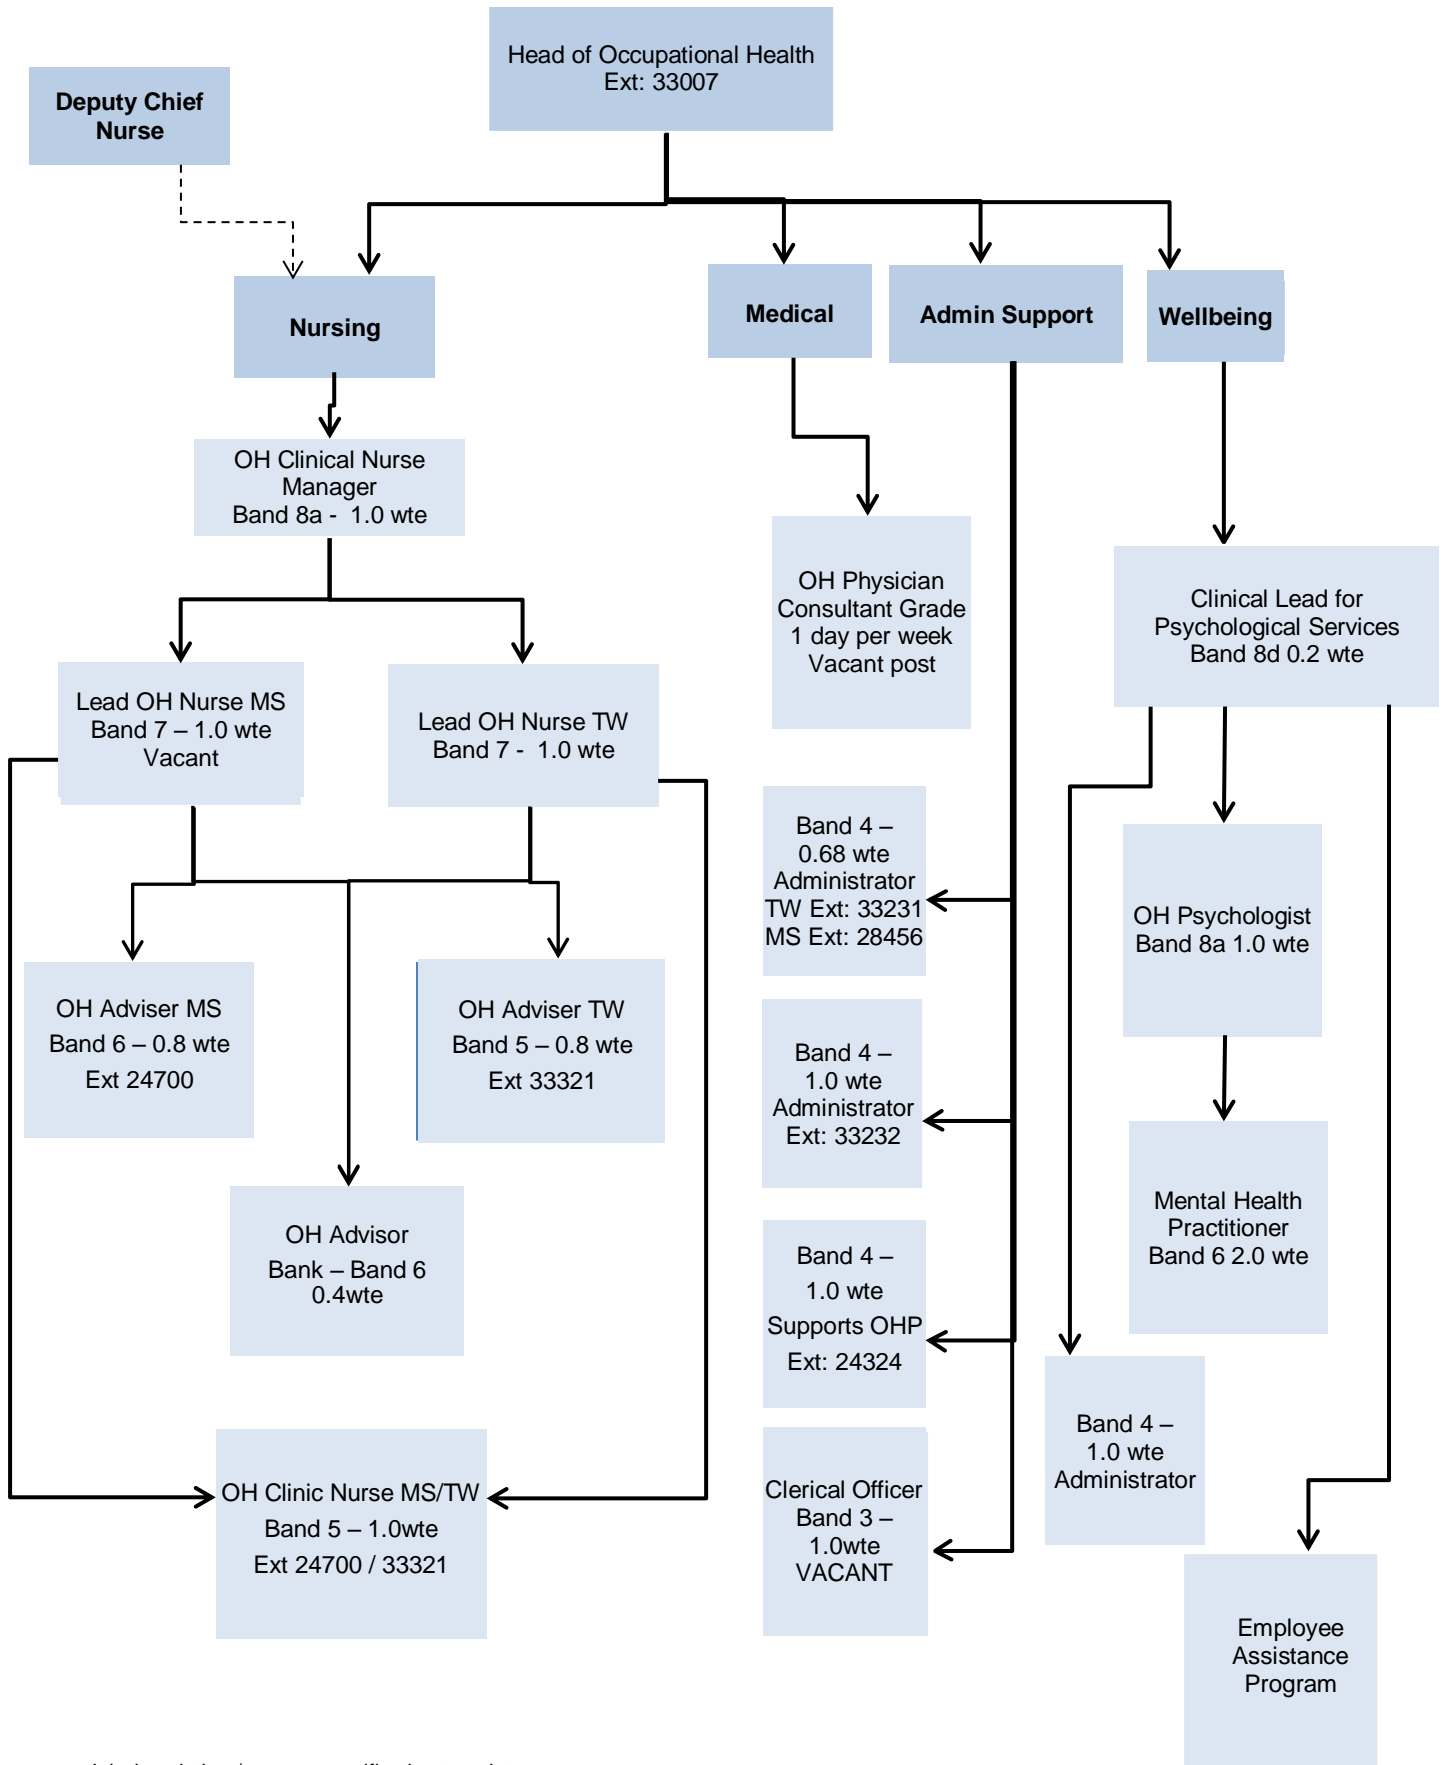 Head of Occupational Health
Ext: 33007
Deputy Chief
Nurse
Nursing
Medical
Admin Support
Wellbeing
OH Clinical Nurse
Manager
Band 8a -  1.0 wte
OH Physician
Consultant Grade
1 day per week
Vacant post
Clinical Lead for
Psychological Services
Band 8d 0.2 wte
Lead OH Nurse MS
Band 7 – 1.0 wte
Vacant
Lead OH Nurse TW
Band 7 -  1.0 wte
Band 4 –
0.68 wte
Administrator
TW Ext: 33231
MS Ext: 28456
OH Psychologist
Band 8a 1.0 wte
OH Adviser MS
Band 6 – 0.8 wte
Ext 24700
OH Adviser TW
Band 5 – 0.8 wte
Ext 33321
Band 4 –
1.0 wte
Administrator
Ext: 33232
Mental Health
Practitioner
Band 6 2.0 wte
OH Advisor
Bank – Band 6
0.4wte
Band 4 –
1.0 wte
Supports OHP
Ext: 24324
Band 4 –
1.0 wte
Administrator
OH Clinic Nurse MS/TW
Band 5 – 1.0wte
Ext 24700 / 33321
Clerical Officer
Band 3 –
1.0wte
VACANT
Employee
Assistance
Program